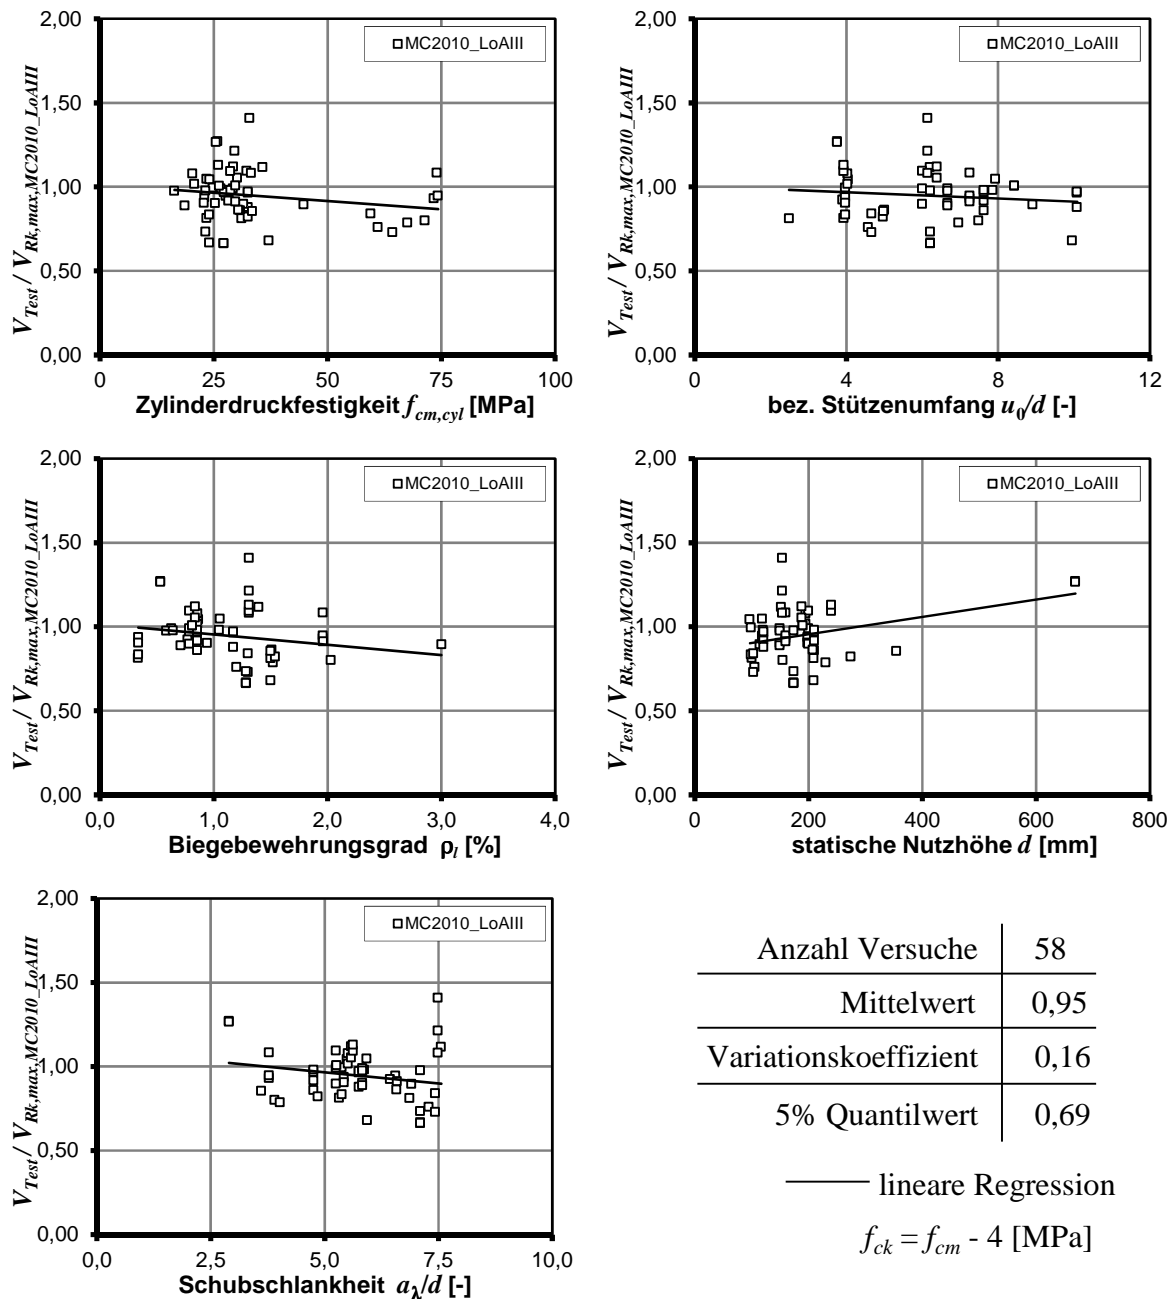 2,00
1,50
1,00
0,50
0,00
V_Test / V_Rk,max,MC2010_LoAIII
MC2010_LoAIII
0 25 50 75 100
Zylinderdruckfestigkeit f_cm,cyl [MPa]
2,00
1,50
1,00
0,50
0,00
V_Test / V_Rk,max,MC2010_LoAIII
MC2010_LoAIII
0 4 8 12
bez. Stützenumfang u_0/d [-]
2,00
1,50
1,00
0,50
0,00
V_Test / V_Rk,max,MC2010_LoAIII
MC2010_LoAIII
0,0 1,0 2,0 3,0 4,0
Biegebewehrungsgrad ρ_l [%]
2,00
1,50
1,00
0,50
0,00
V_Test / V_Rk,max,MC2010_LoAIII
MC2010_LoAIII
0 200 400 600 800
statische Nutzhöhe d [mm]
2,00
1,50
1,00
0,50
0,00
V_Test / V_Rk,max,MC2010_LoAIII
MC2010_LoAIII
0,0 2,5 5,0 7,5 10,0
Schubschlankheit a_λ/d [-]
Anzahl Versuche 58
Mittelwert 0,95
Variationskoeffizient 0,16
5% Quantilwert 0,69
lineare Regression
f_ck = f_cm - 4 [MPa]